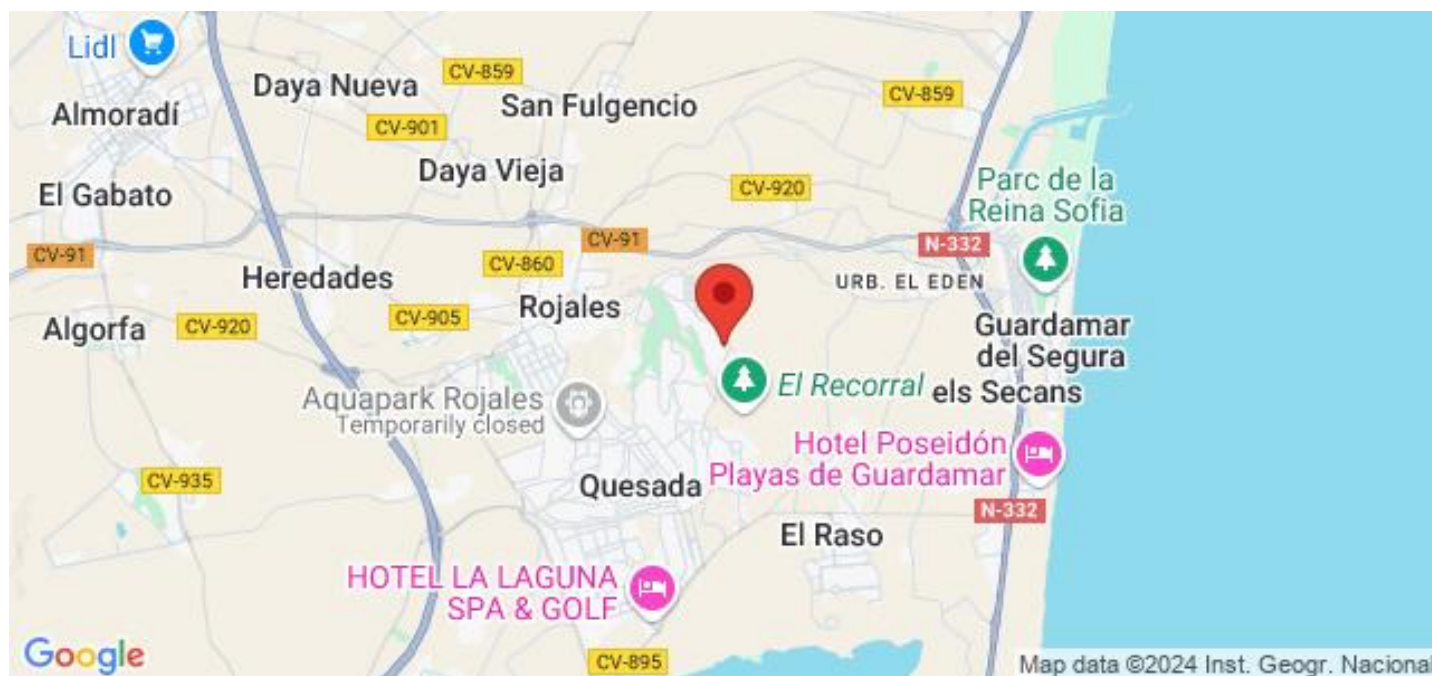 Lidl
Almoradí
Daya Nueva
CV-859
San Fulgencio
CV-859
CV-901
Daya Vieja
El Gabato
CV-920
Parc de la
Reina Sofia
CV-91
CV-91
N-332
CV-860
Heredades
URB. EL EDEN
Rojales
Algorfa
CV-920
CV-905
Guardamar
del Segura
El Recorral
els Secans
Aquapark Rojales
Temporarily closed
Hotel Poseidón
Playas de Guardamar
CV-935
Quesada
N-332
El Raso
HOTEL LA LAGUNA
SPA & GOLF
Google
CV-895
Map data ©2024 Inst. Geogr. Nacional